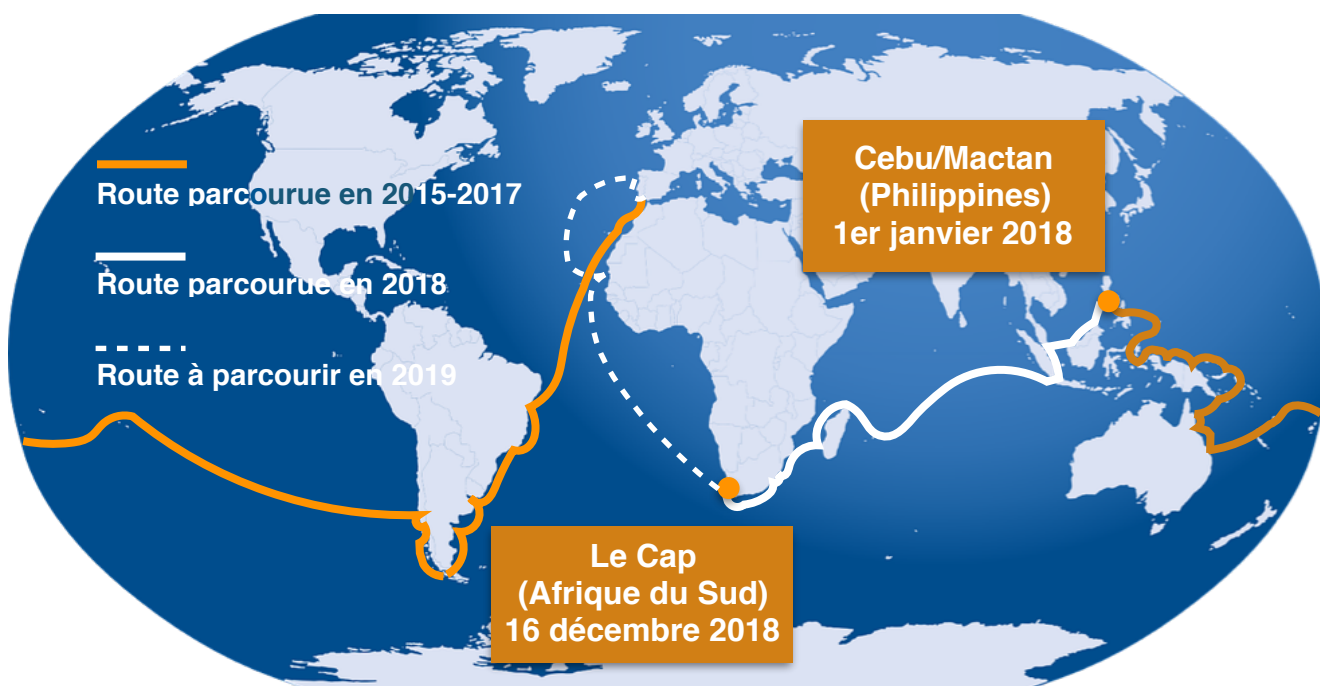 Route parcourue en 2015-2017
Route parcourue en 2018
Route à parcourir en 2019
Cebu/Mactan
(Philippines)
1er janvier 2018
Le Cap
(Afrique du Sud)
16 décembre 2018